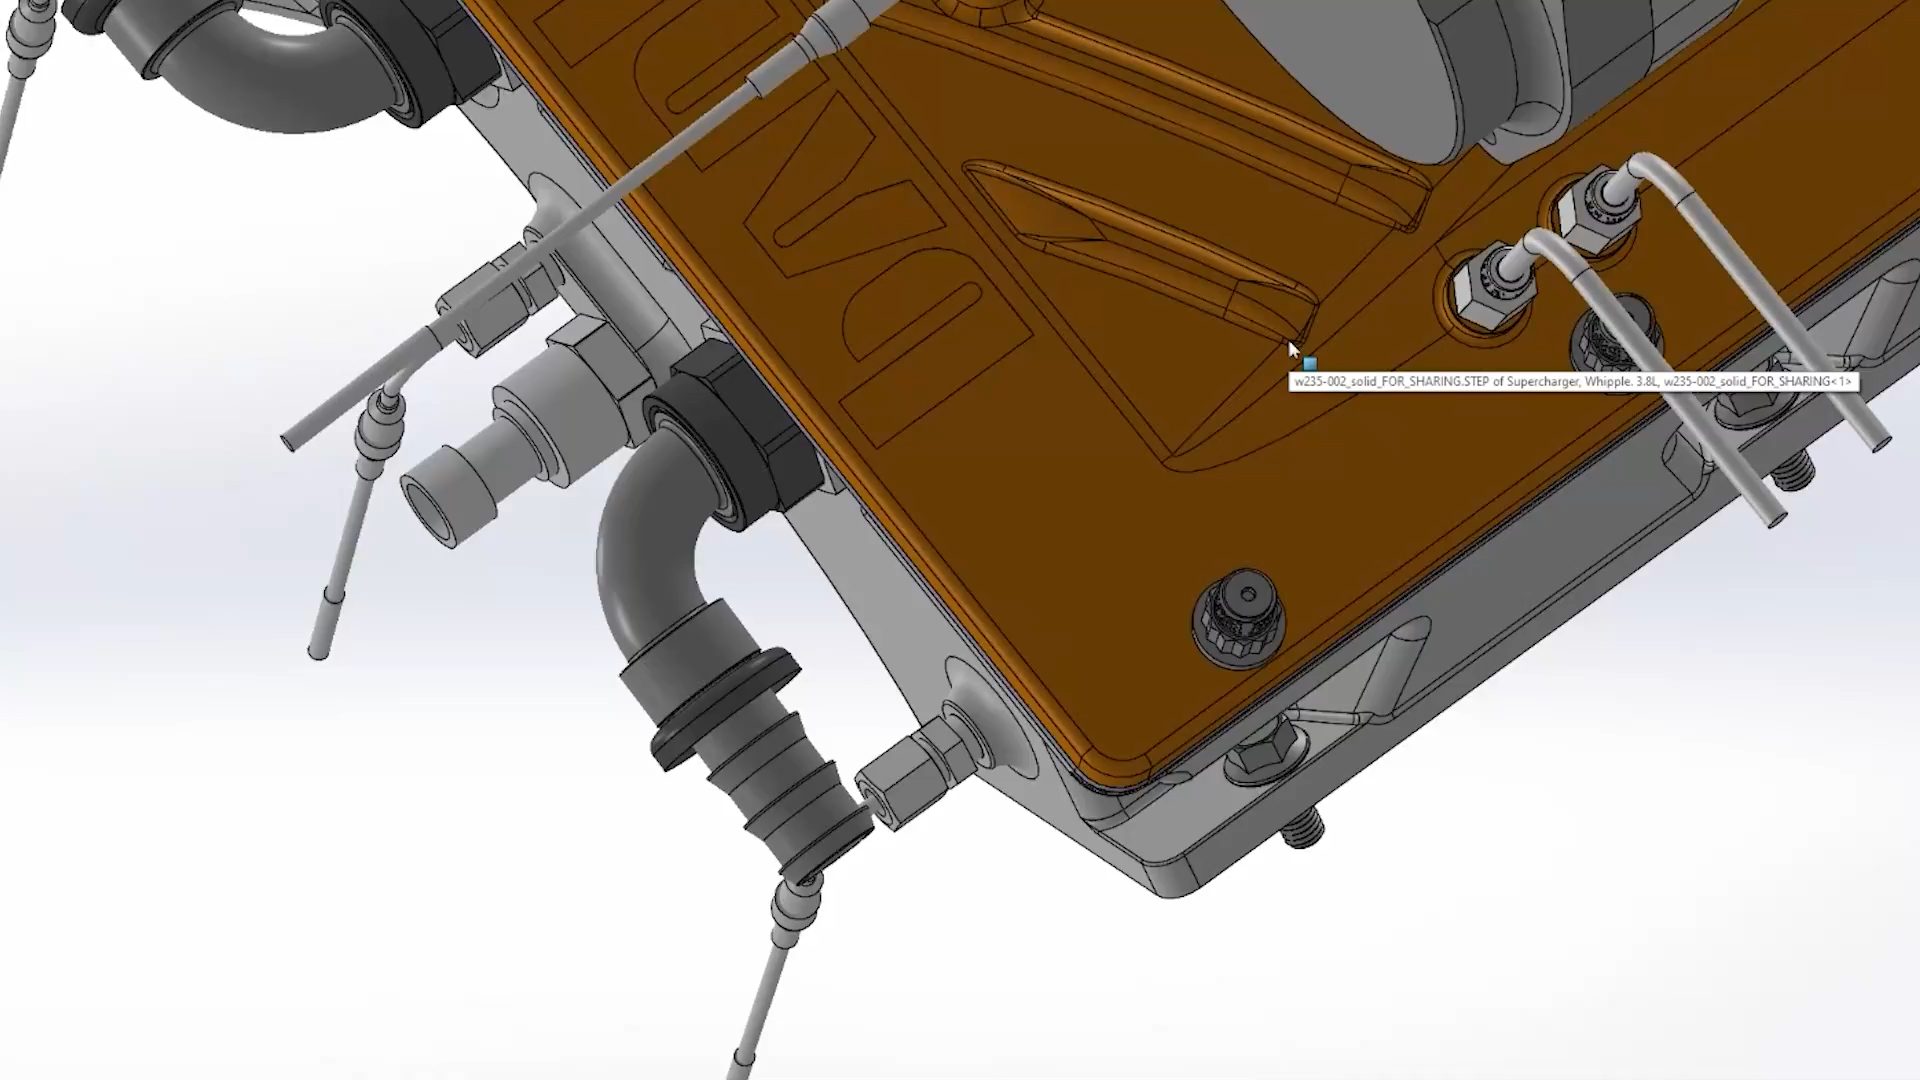 w235-002_solid_FOR_SHARING.STEP of Supercharger, Whipple. 3.8L, w235-002_solid_FOR_SHARING<1>